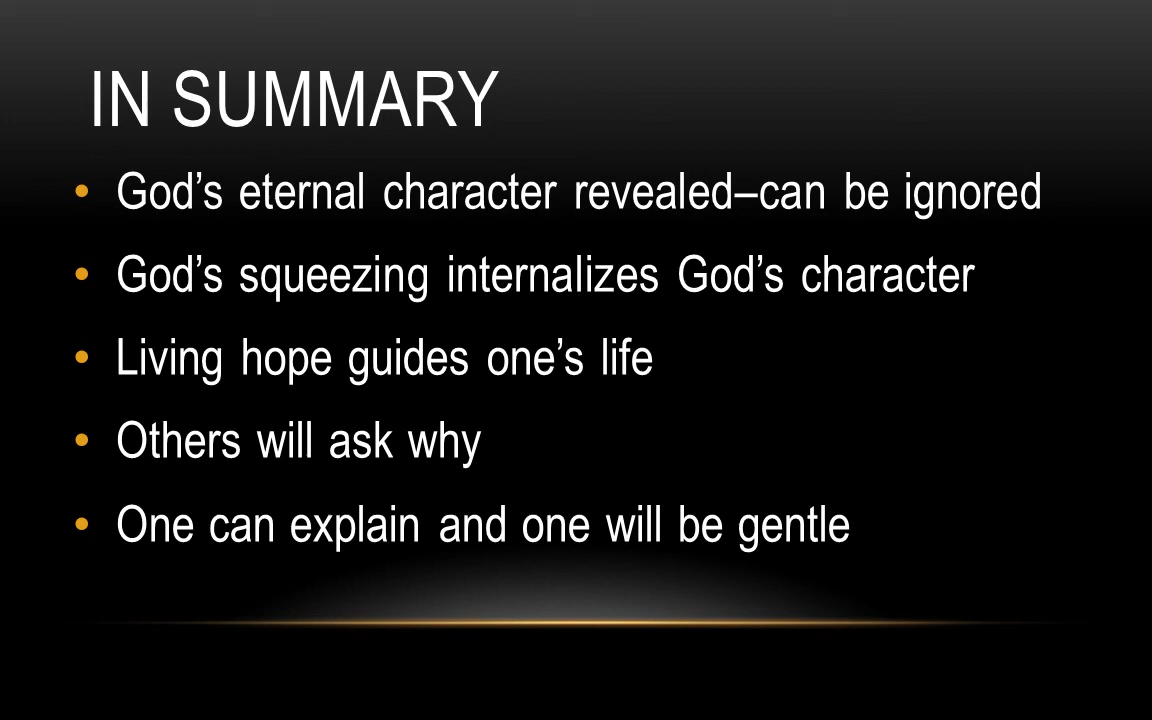 IN SUMMARY
• God’s eternal character revealed–can be ignored
• God’s squeezing internalizes God’s character
• Living hope guides one’s life
• Others will ask why
• One can explain and one will be gentle